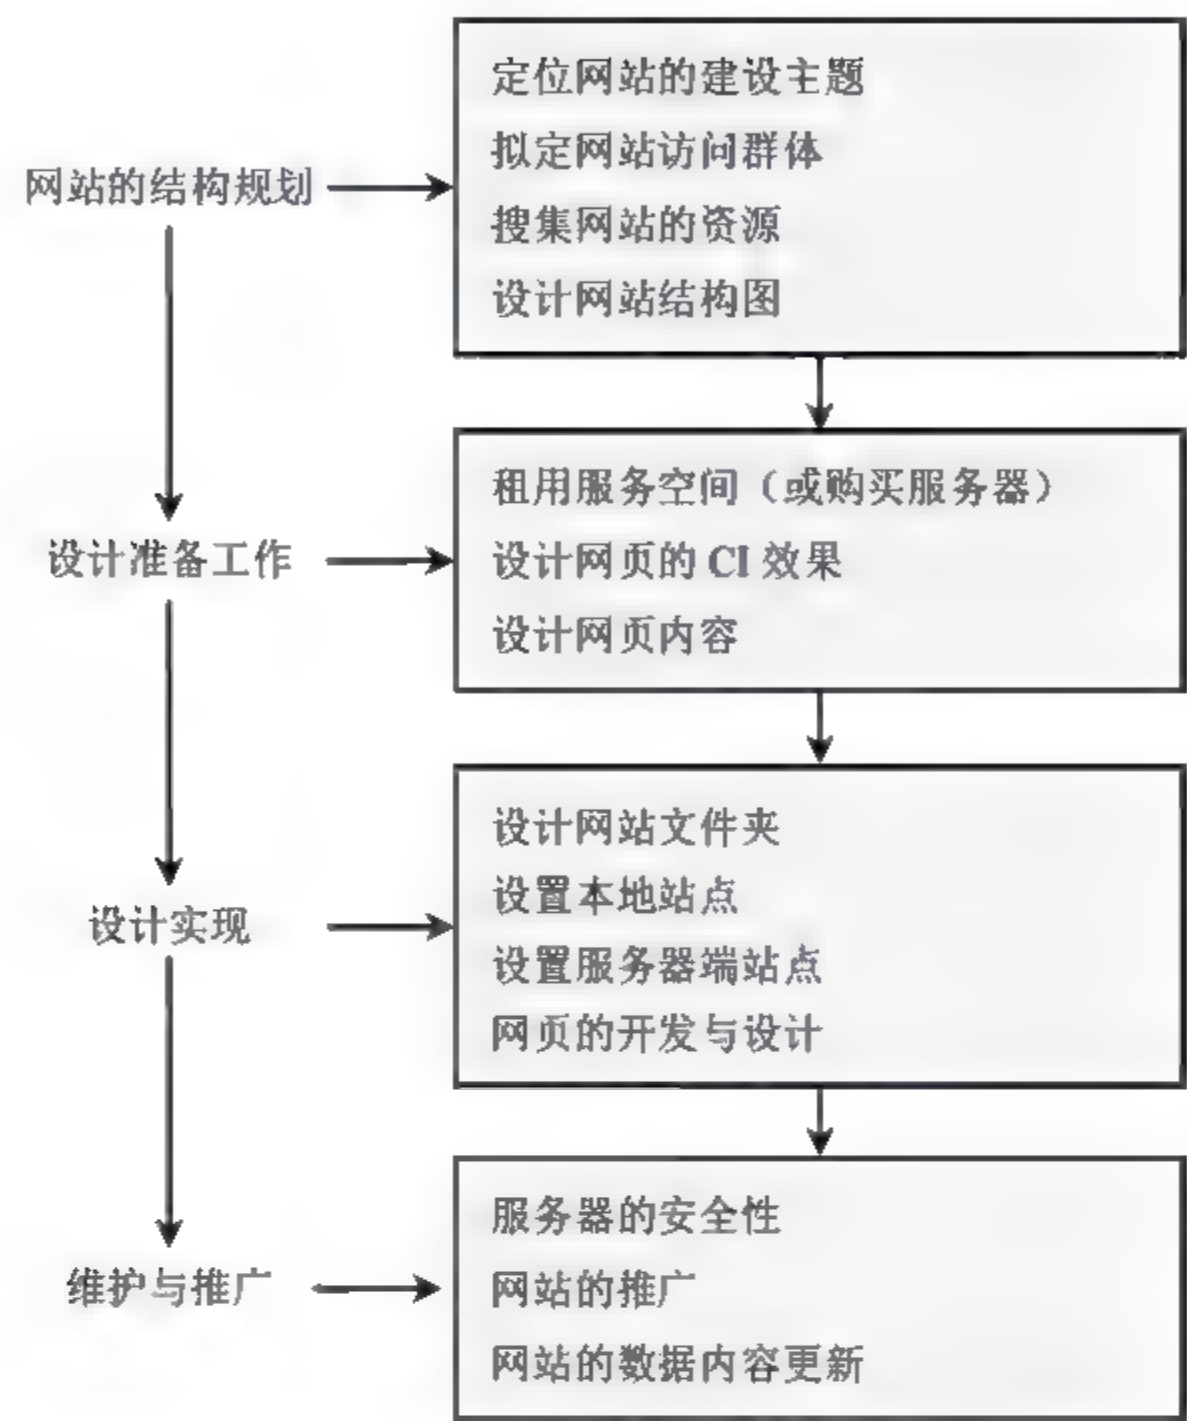 网站的结构规划
定位网站的建设主题
拟定网站访问群体
搜集网站的资源
设计网站结构图
设计准备工作
租用服务空间（或购买服务器）
设计网页的 CI 效果
设计网页内容
设计实现
设计网站文件夹
设置本地站点
设置服务器端站点
网页的开发与设计
维护与推广
服务器的安全性
网站的推广
网站的数据内容更新